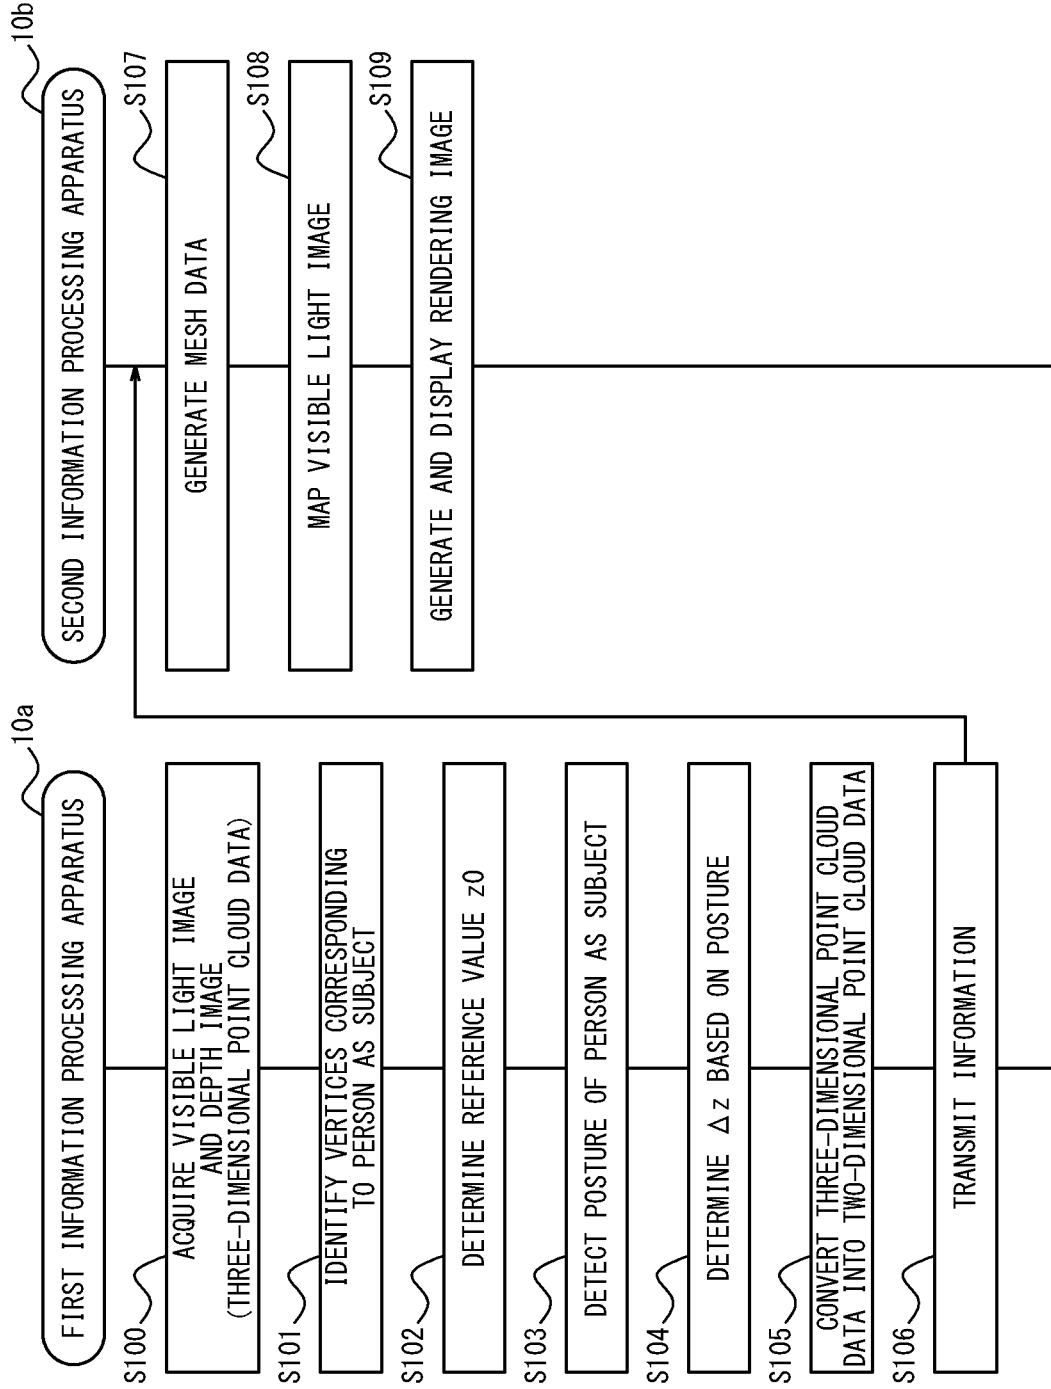 10a
FIRST INFORMATION PROCESSING APPARATUS
S100
ACQUIRE VISIBLE LIGHT IMAGE
AND DEPTH IMAGE
(THREE-DIMENSIONAL POINT CLOUD DATA)
S101
IDENTIFY VERTICES CORRESPONDING
TO PERSON AS SUBJECT
S102
DETERMINE REFERENCE VALUE z0
S103
DETECT POSTURE OF PERSON AS SUBJECT
S104
DETERMINE Δz BASED ON POSTURE
S105
CONVERT THREE-DIMENSIONAL POINT CLOUD
DATA INTO TWO-DIMENSIONAL POINT CLOUD DATA
S106
TRANSMIT INFORMATION
10b
SECOND INFORMATION PROCESSING APPARATUS
S107
GENERATE MESH DATA
S108
MAP VISIBLE LIGHT IMAGE
S109
GENERATE AND DISPLAY RENDERING IMAGE